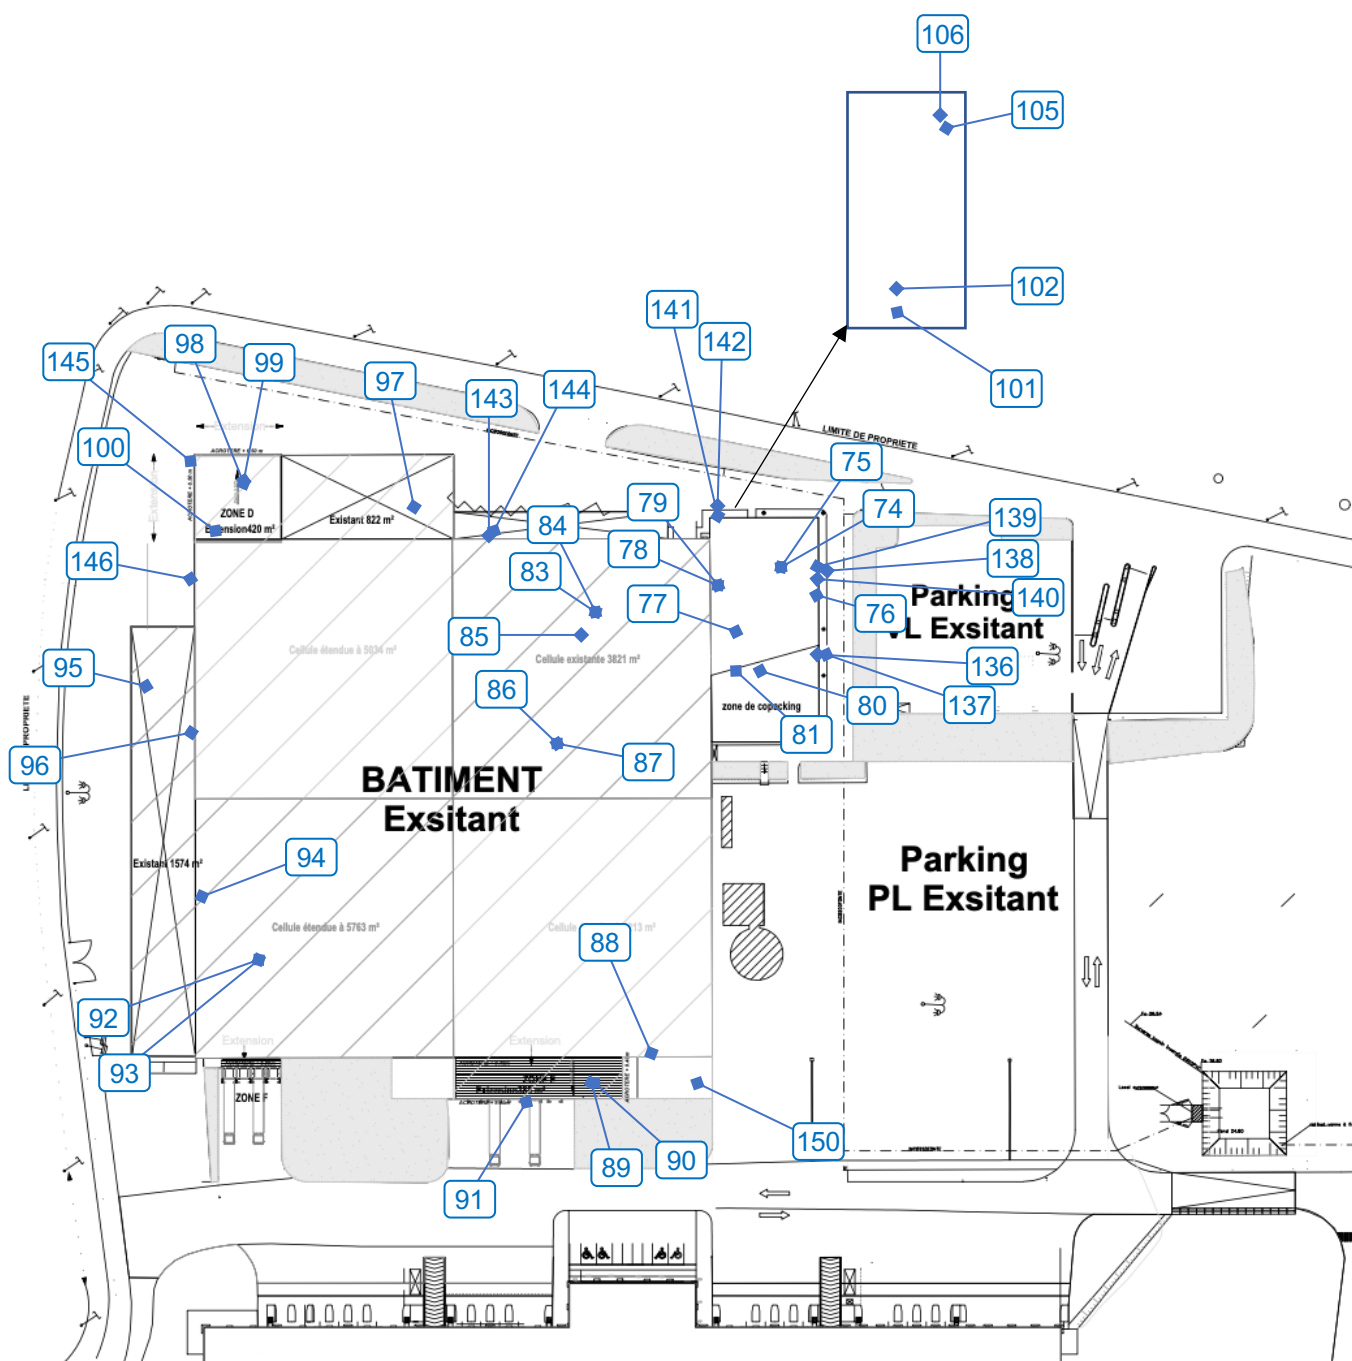 106
105
102
101
141
142
LIMITE DE PROPRIETE
145
98
99
97
143
144
Extension
75
100
ACROTERE + 6.50 m
79
74
84
139
ZONE D
Extension420 m²
Existant 822 m²
78
138
83
146
77
76
140
Parking
VL Exsitant
85
Cellule étendue à 5034 m²
Cellule existante 3821 m²
95
136
86
80
137
zone de copacking
81
87
96
BATIMENT
Exsitant
94
Existant 1574 m²
Parking
PL Exsitant
Cellule étendue à 5763 m²
88
92
93
Extension
Extension
ZONE F
150
89
90
91